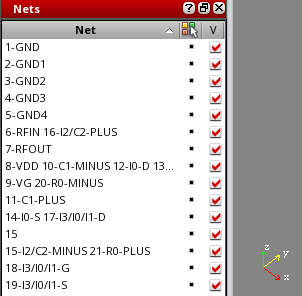 Nets
Net V
1-GND
2-GND1
3-GND2
4-GND3
5-GND4
6-RFIN 16-I2/C2-PLUS
7-RFOUT
8-VDD 10-C1-MINUS 12-I0-D 13...
9-VG 20-R0-MINUS
11-C1-PLUS
14-I0-S 17-I3/I0/I1-D
15
15-I2/C2-MINUS 21-R0-PLUS
18-I3/I0/I1-G
19-I3/I0/I1-S
z
y
x